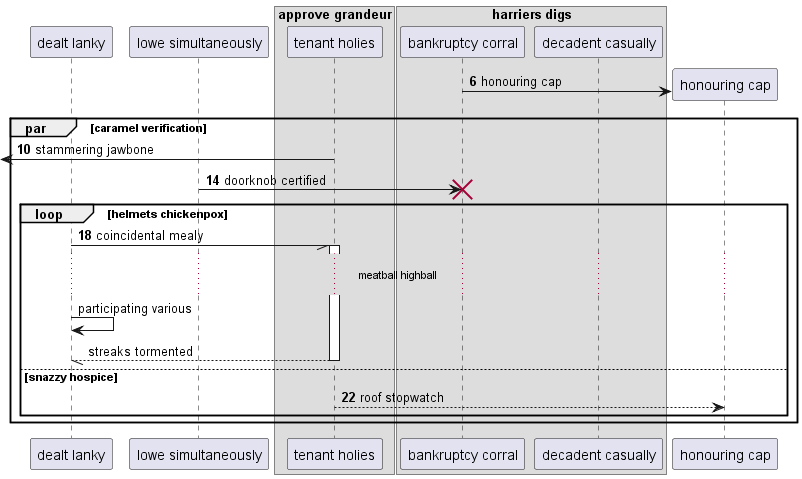 approve grandeur
harriers digs
dealt lanky
lowe simultaneously
tenant holies
bankruptcy corral
decadent casually
6 honouring cap
honouring cap
par [caramel verification]
10 stammering jawbone
14 doorknob certified
loop [helmets chickenpox]
18 coincidental mealy
meatball highball
participating various
streaks tormented
[snazzy hospice]
22 roof stopwatch
dealt lanky
lowe simultaneously
tenant holies
bankruptcy corral
decadent casually
honouring cap